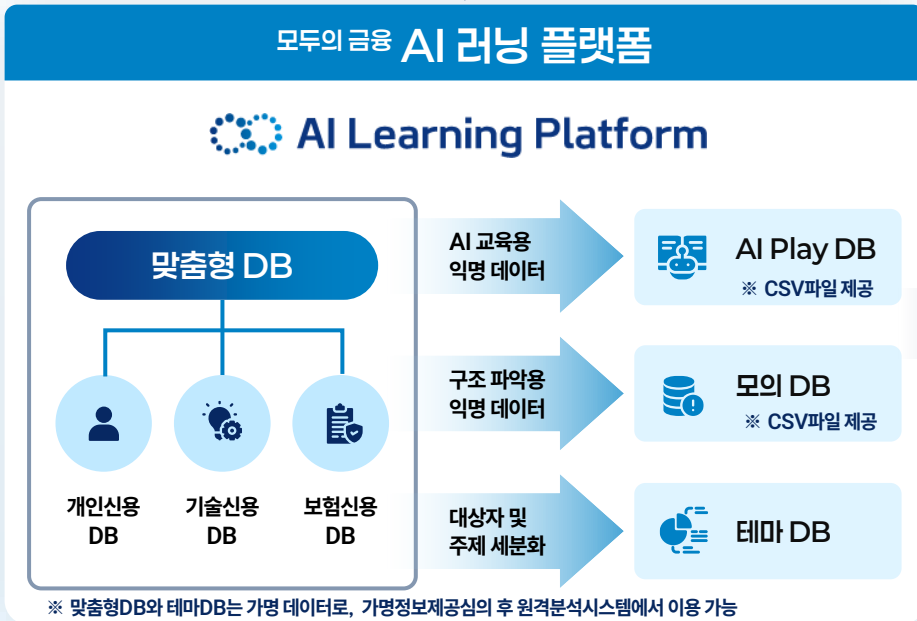 모두의 금융 AI 러닝 플랫폼
AI Learning Platform
맞춤형 DB
개인신용
DB
기술신용
DB
보험신용
DB
AI 교육용
익명 데이터
AI Play DB
※ CSV파일 제공
구조 파악용
익명 데이터
모의 DB
※ CSV파일 제공
대상자 및
주제 세분화
테마 DB
※ 맞춤형DB와 테마DB는 가명 데이터로, 가명정보제공심의 후 원격분석시스템에서 이용 가능